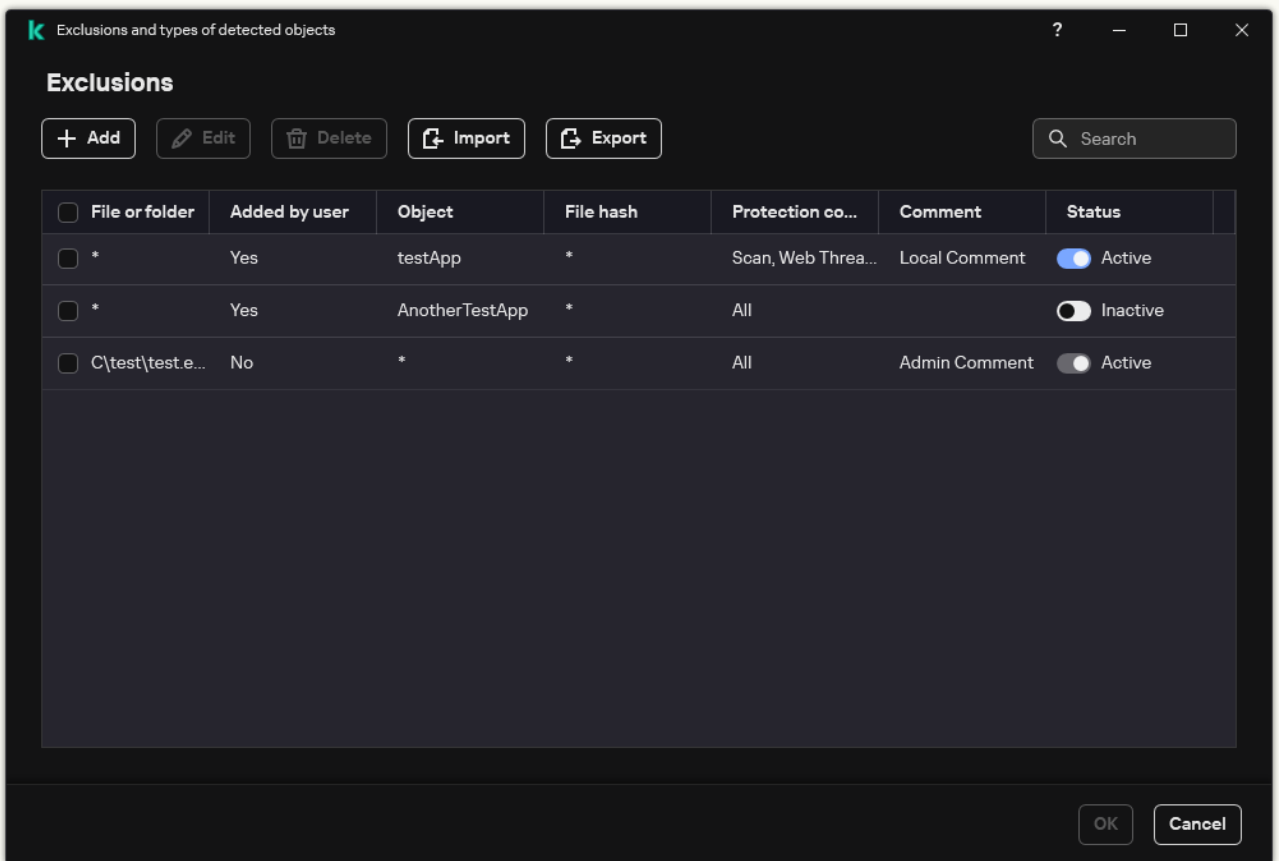 Exclusions and types of detected objects ?
Exclusions
Add Edit Delete Import Export Search
File or folder Added by user Object File hash Protection co... Comment Status
* Yes testApp * Scan, Web Threa... Local Comment Active
* Yes AnotherTestApp * All Inactive
C\test\test.e... No * * All Admin Comment Active
OK Cancel